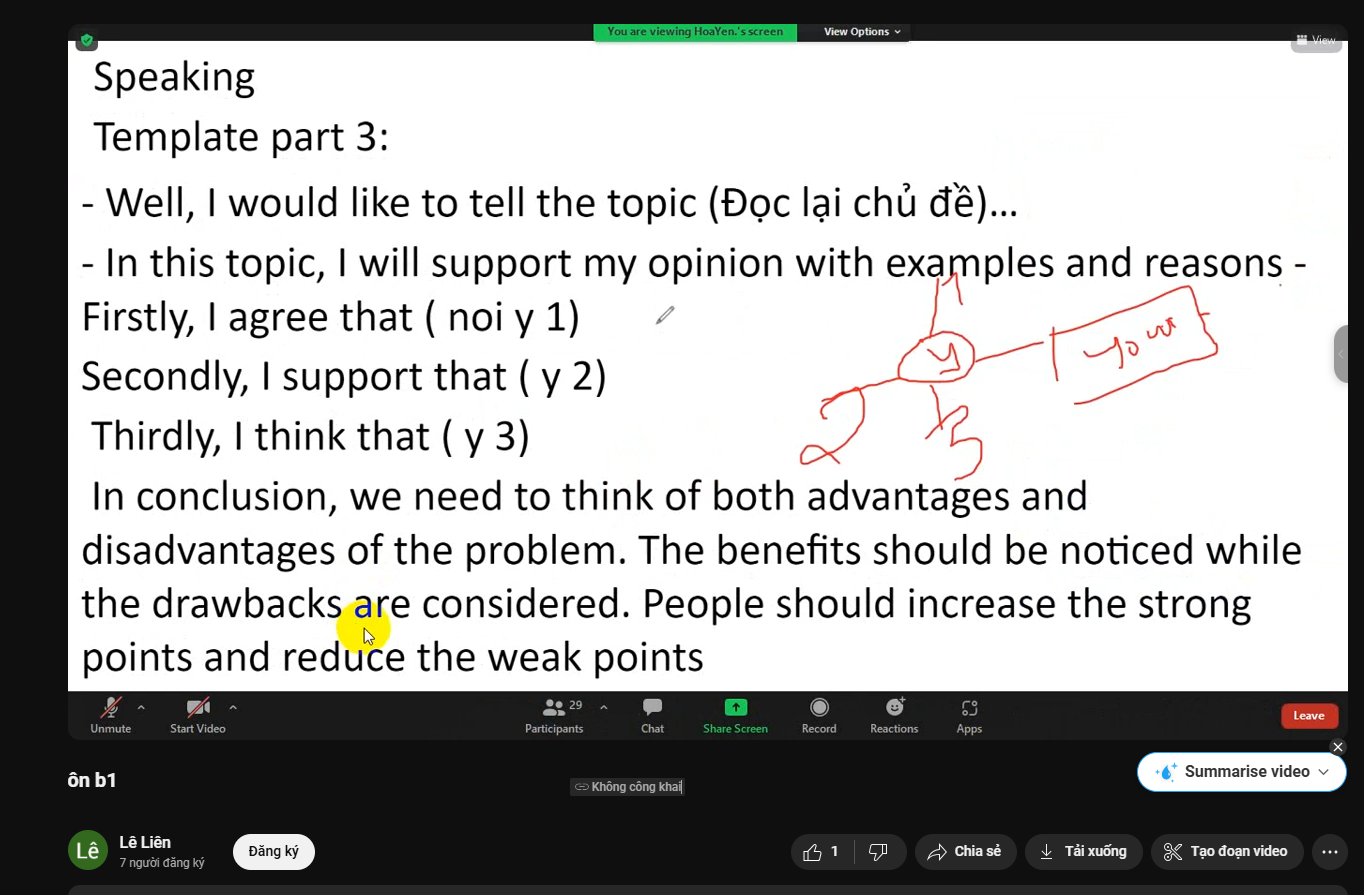 You are viewing HoaYen.'s screen
View Options
View
Speaking
Template part 3:
- Well, I would like to tell the topic (Đọc lại chủ đề)...
- In this topic, I will support my opinion with examples and reasons -
Firstly, I agree that ( noi y 1)
Secondly, I support that ( y 2)
Thirdly, I think that ( y 3)
1
y
2
3
In conclusion, we need to think of both advantages and
disadvantages of the problem. The benefits should be noticed while
the drawbacks are considered. People should increase the strong
points and reduce the weak points
Unmute
Start Video
29
Participants
Chat
Share Screen
Record
Reactions
Apps
Leave
ôn b1
Không công khai
Summarise video
Lê
Lê Liên
7 người đăng ký
Đăng ký
1
Chia sẻ
Tải xuống
Tạo đoạn video